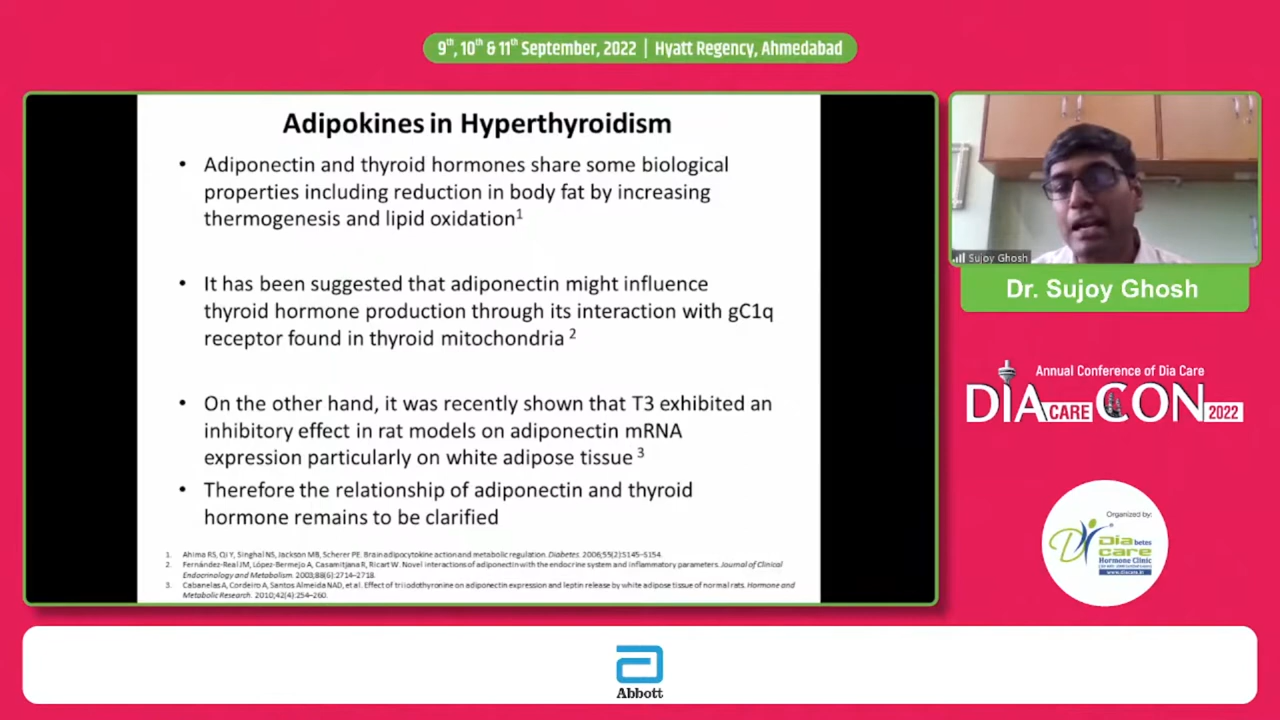 9th, 10th & 11th September, 2022 | Hyatt Regency, Ahmedabad
Adipokines in Hyperthyroidism
• Adiponectin and thyroid hormones share some biological
properties including reduction in body fat by increasing
thermogenesis and lipid oxidation1
• It has been suggested that adiponectin might influence
thyroid hormone production through its interaction with gC1q
receptor found in thyroid mitochondria 2
• On the other hand, it was recently shown that T3 exhibited an
inhibitory effect in rat models on adiponectin mRNA
expression particularly on white adipose tissue 3
• Therefore the relationship of adiponectin and thyroid
hormone remains to be clarified
1. Ahima RS, Qi Y, Singhal NS, Jackson MB, Scherer PE. Brain adipocytokine action and metabolic regulation. Diabetes. 2006;55(2):S145–S154.
2. Fernández-Real JM, López-Bermejo A, Casamitjana R, Ricart W. Novel interactions of adiponectin with the endocrine system and inflammatory parameters. Journal of Clinical
Endocrinology and Metabolism. 2003;88(6):2714–2718.
3. Cabanelas A, Cordeiro A, Santos Almeida NAD, et al. Effect of triiodothyronine on adiponectin expression and leptin release by white adipose tissue of normal rats. Hormone and
Metabolic Research. 2010;42(4):254–260.
Sujoy Ghosh
Dr. Sujoy Ghosh
Annual Conference of Dia Care
DIA CARE CON 2022
Organized by:
Diabetes
care
Hormone Clinic
www.diacare.in
Abbott